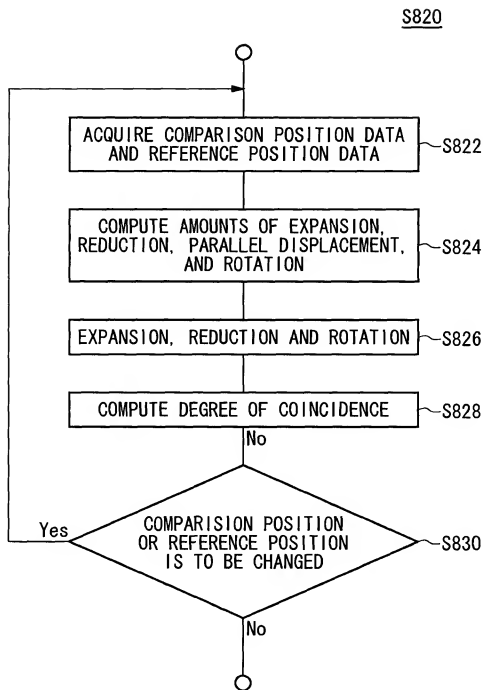 S820
ACQUIRE COMPARISON POSITION DATA
AND REFERENCE POSITION DATA
S822
COMPUTE AMOUNTS OF EXPANSION,
REDUCTION, PARALLEL DISPLACEMENT,
AND ROTATION
S824
EXPANSION, REDUCTION AND ROTATION
S826
COMPUTE DEGREE OF COINCIDENCE
S828
No
Yes
COMPARISION POSITION
OR REFERENCE POSITION
IS TO BE CHANGED
S830
No